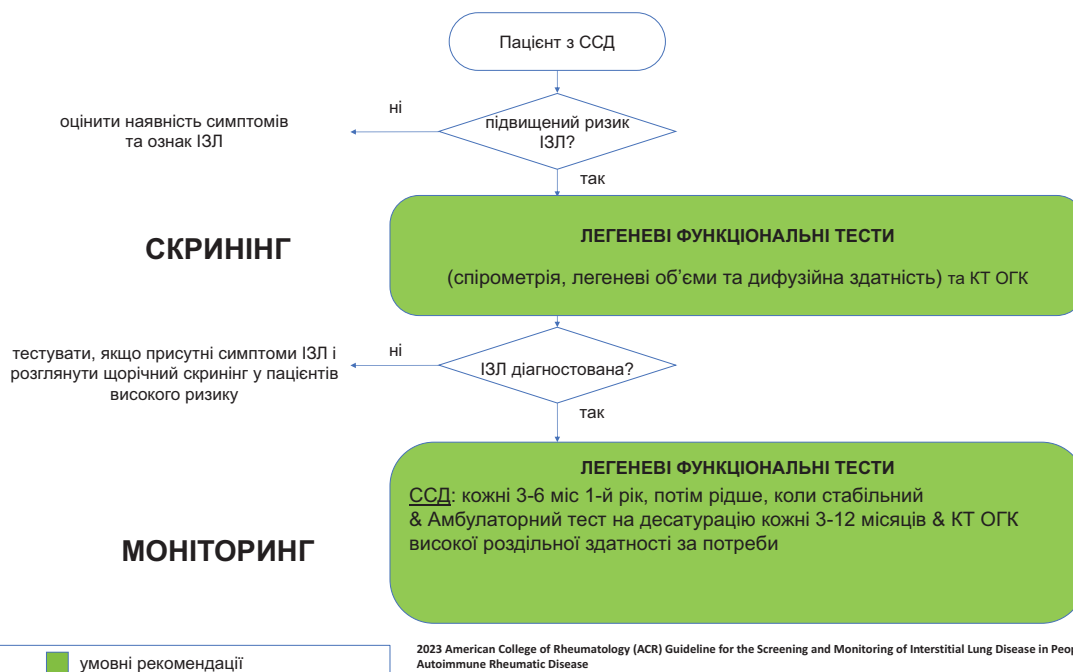 Пацієнт з ССД
ні
підвищений ризик
ІЗЛ?
оцінити наявність симптомів
та ознак ІЗЛ
так
СКРИНІНГ
ЛЕГЕНЕВІ ФУНКЦІОНАЛЬНІ ТЕСТИ
(спірометрія, легеневі об’єми та дифузійна здатність) та КТ ОГК
тестувати, якщо присутні симптоми ІЗЛ і
розглянути щорічний скринінг у пацієнтів
високого ризику
ні
ІЗЛ діагностована?
так
МОНІТОРИНГ
ЛЕГЕНЕВІ ФУНКЦІОНАЛЬНІ ТЕСТИ
ССД: кожні 3-6 міс 1-й рік, потім рідше, коли стабільний
& Амбулаторний тест на десатурацію кожні 3-12 місяців & КТ ОГК
високої роздільної здатності за потреби
умовні рекомендації
2023 American College of Rheumatology (ACR) Guideline for the Screening and Monitoring of Interstitial Lung Disease in
Autoimmune Rheumatic Disease